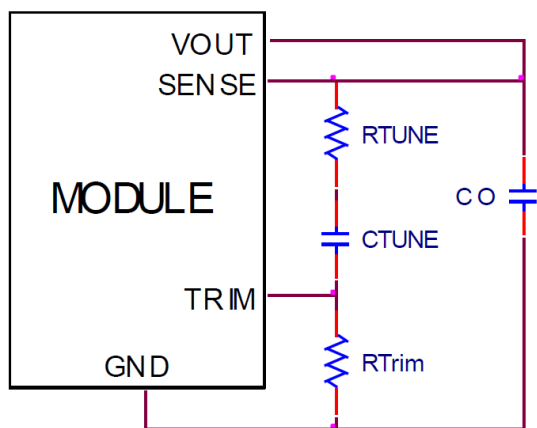 VOUT
SENSE
RTUNE
MODULE
CO
CTUNE
TRIM
RTrim
GND